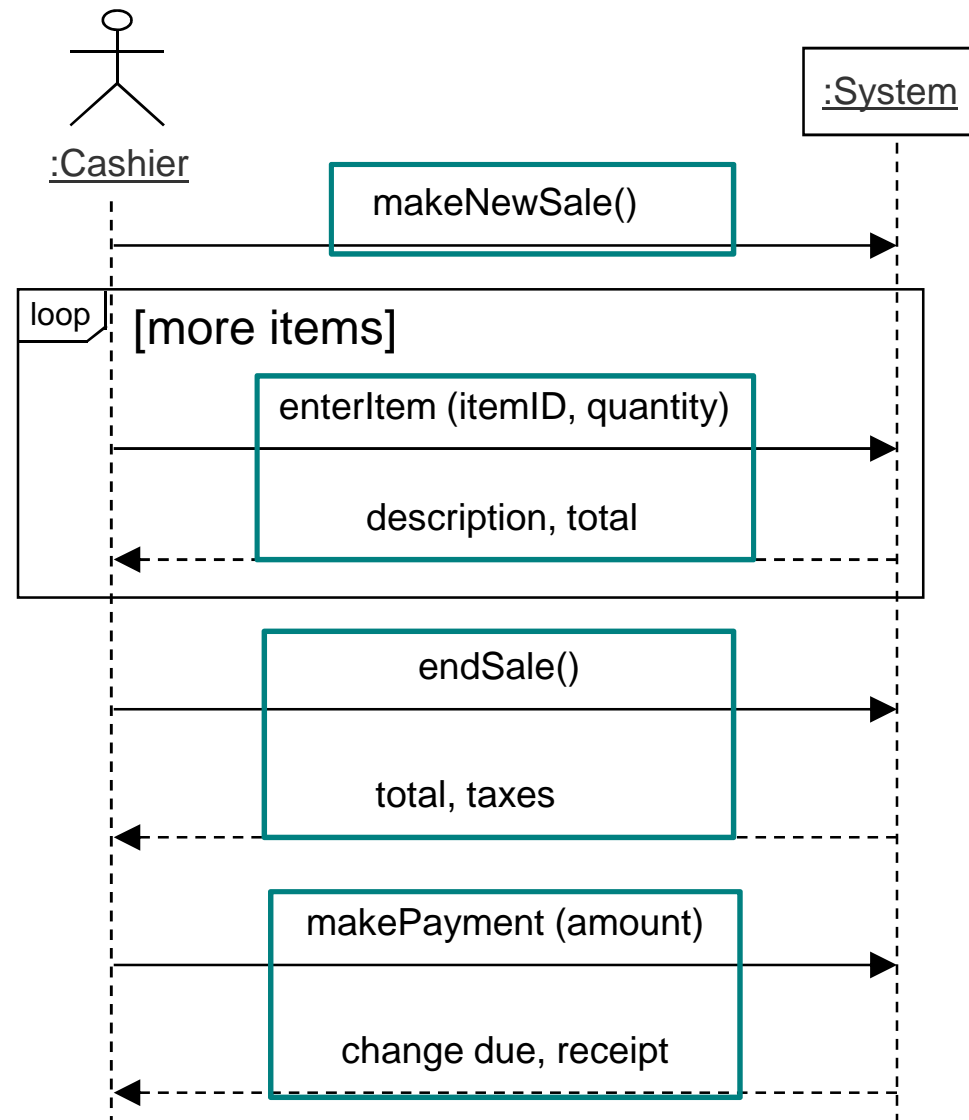 :System
:Cashier
makeNewSale()
loop
[more items]
enterItem (itemID, quantity)
description, total
endSale()
total, taxes
makePayment (amount)
change due, receipt